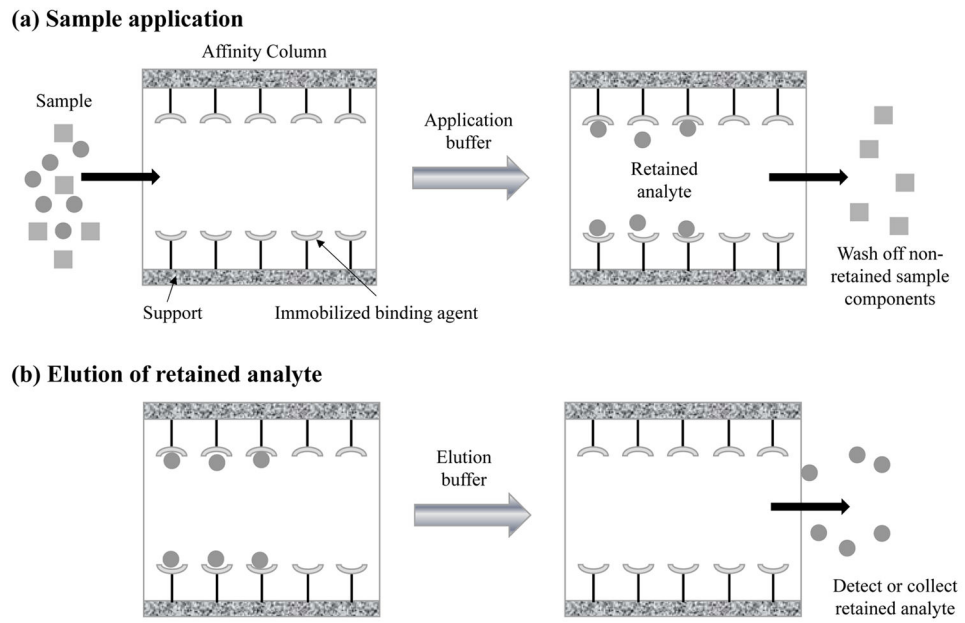 (a) Sample application
Affinity Column
Sample
Application
buffer
Retained
analyte
Wash off non-
retained sample
components
Support
Immobilized binding agent
(b) Elution of retained analyte
Elution
buffer
Detect or collect
retained analyte